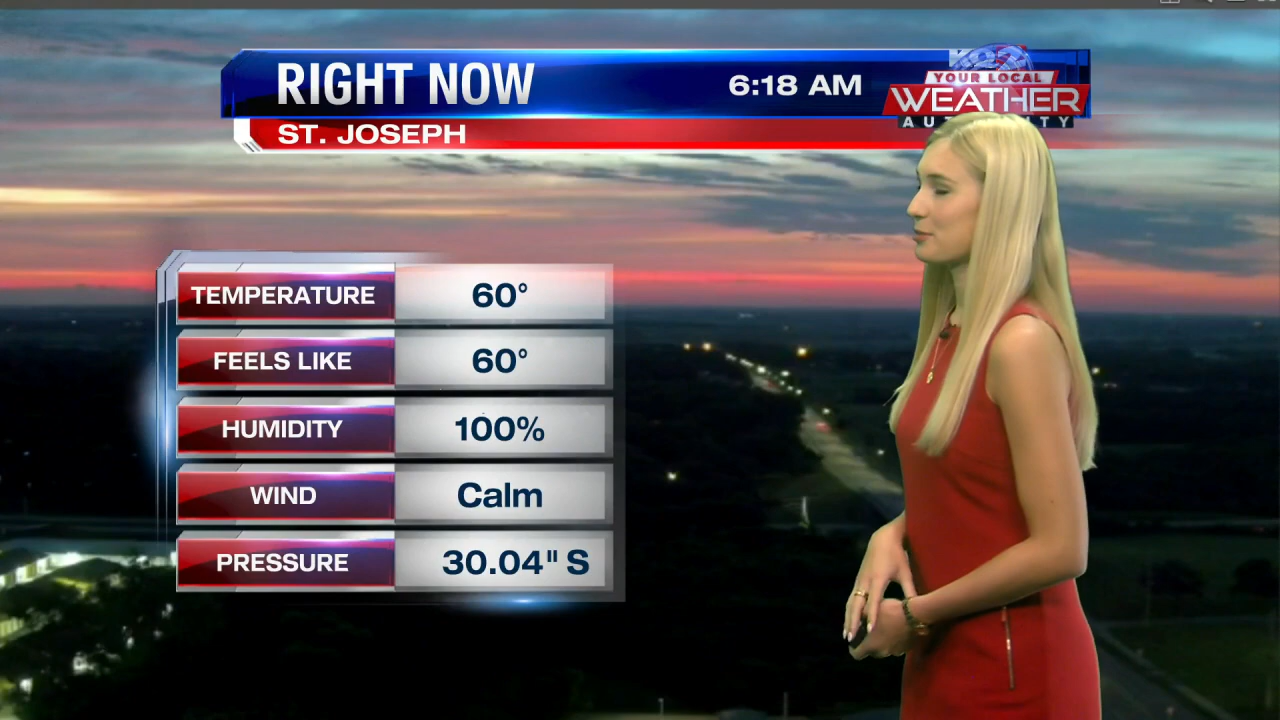 RIGHT NOW
6:18 AM
YOUR LOCAL
WEATHER
ST. JOSEPH
TEMPERATURE 60°
FEELS LIKE 60°
HUMIDITY 100%
WIND Calm
PRESSURE 30.04" S